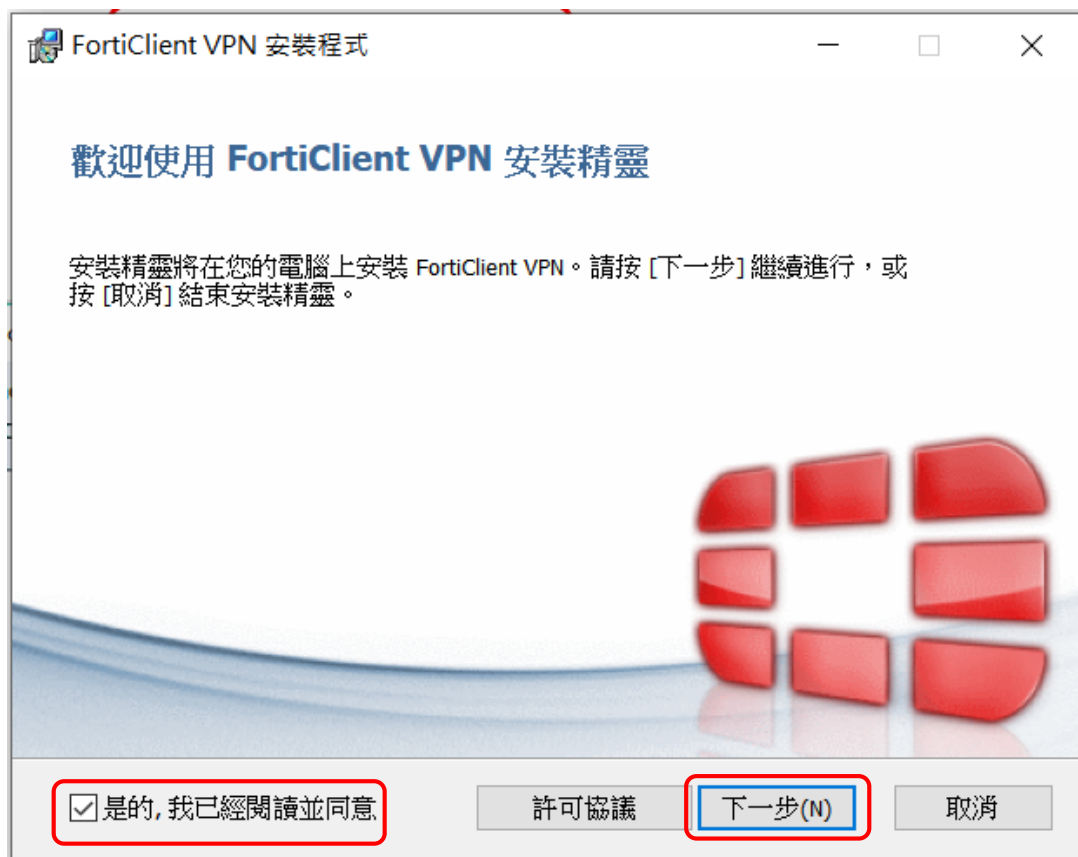 FortiClient VPN 安裝程式
歡迎使用 FortiClient VPN 安裝精靈
安裝精靈將在您的電腦上安裝 FortiClient VPN。請按 [下一步] 繼續進行，或
按 [取消] 結束安裝精靈。
是的, 我已經閱讀並同意 許可協議 下一步(N) 取消